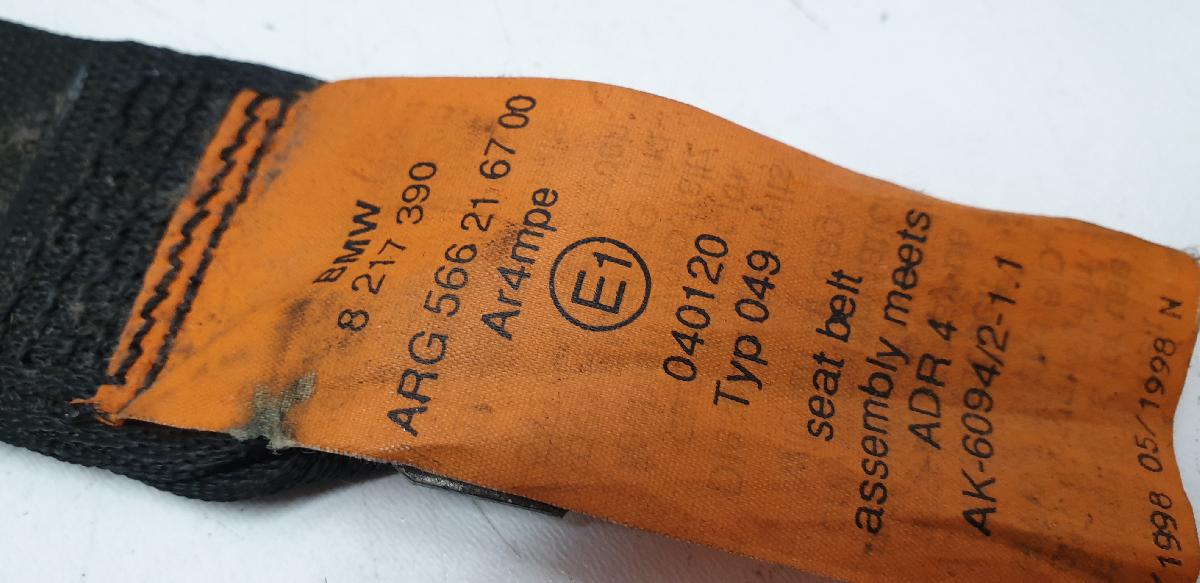 BMW
8 217 390
ARG 566 21 67 00
Ar4mpe
E1
040120
Typ 049
seat belt
assembly meets
ADR 4
AK-6094/2-1.1
/1998 05/1998 N